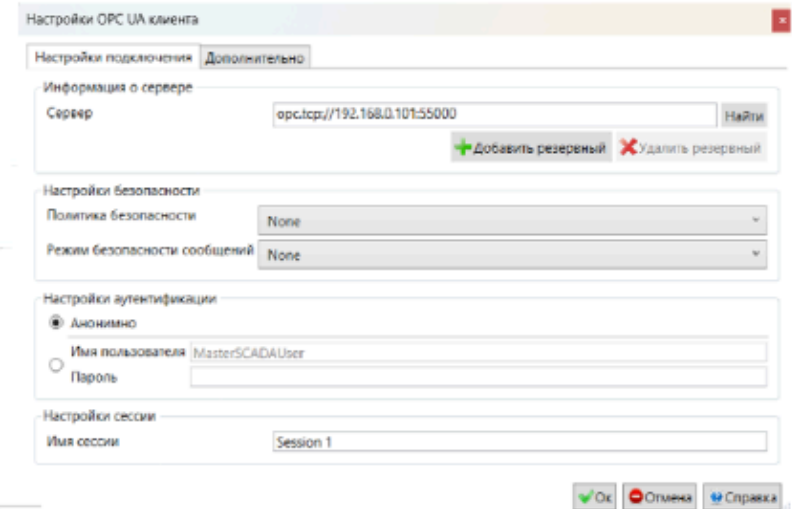 Настройки OPC UA клиента
Настройки подключения Дополнительно
Информация о сервере
Сервер opc.tcp://192.168.0.101:55000 Найти
Добавить резервный Удалить резервный
Настройки безопасности
Политика безопасности None
Режим безопасности сообщений None
Настройки аутентификации
Анонимно
Имя пользователя MasterSCADAUser
Пароль
Настройки сессии
Имя сессии Session 1
Ок Отмена Справка